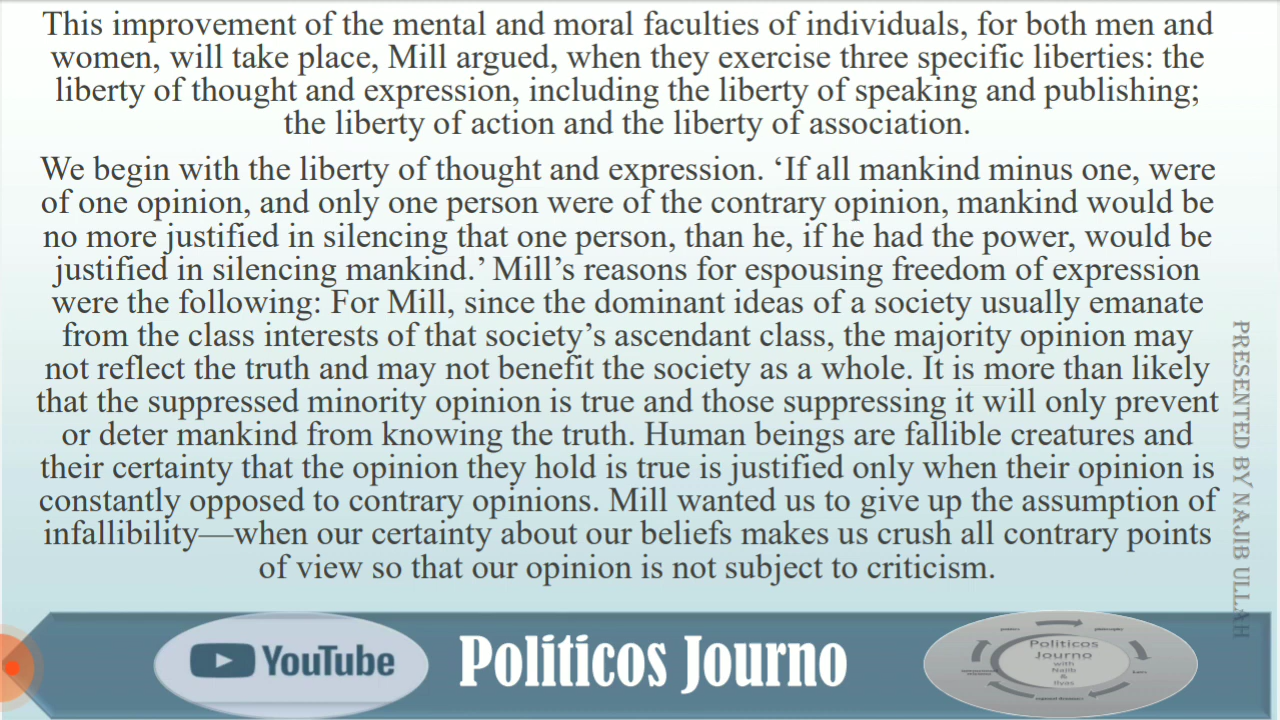 This improvement of the mental and moral faculties of individuals, for both men and
women, will take place, Mill argued, when they exercise three specific liberties: the
liberty of thought and expression, including the liberty of speaking and publishing;
the liberty of action and the liberty of association.
We begin with the liberty of thought and expression. ‘If all mankind minus one, were
of one opinion, and only one person were of the contrary opinion, mankind would be
no more justified in silencing that one person, than he, if he had the power, would be
justified in silencing mankind.’ Mill’s reasons for espousing freedom of expression
were the following: For Mill, since the dominant ideas of a society usually emanate
from the class interests of that society’s ascendant class, the majority opinion may
not reflect the truth and may not benefit the society as a whole. It is more than likely
that the suppressed minority opinion is true and those suppressing it will only prevent
or deter mankind from knowing the truth. Human beings are fallible creatures and
their certainty that the opinion they hold is true is justified only when their opinion is
constantly opposed to contrary opinions. Mill wanted us to give up the assumption of
infallibility—when our certainty about our beliefs makes us crush all contrary points
of view so that our opinion is not subject to criticism.
PRESENTED BY NAJIB ULLAH
YouTube
Politicos Journo
Politicos
Journo
with
Najib
&